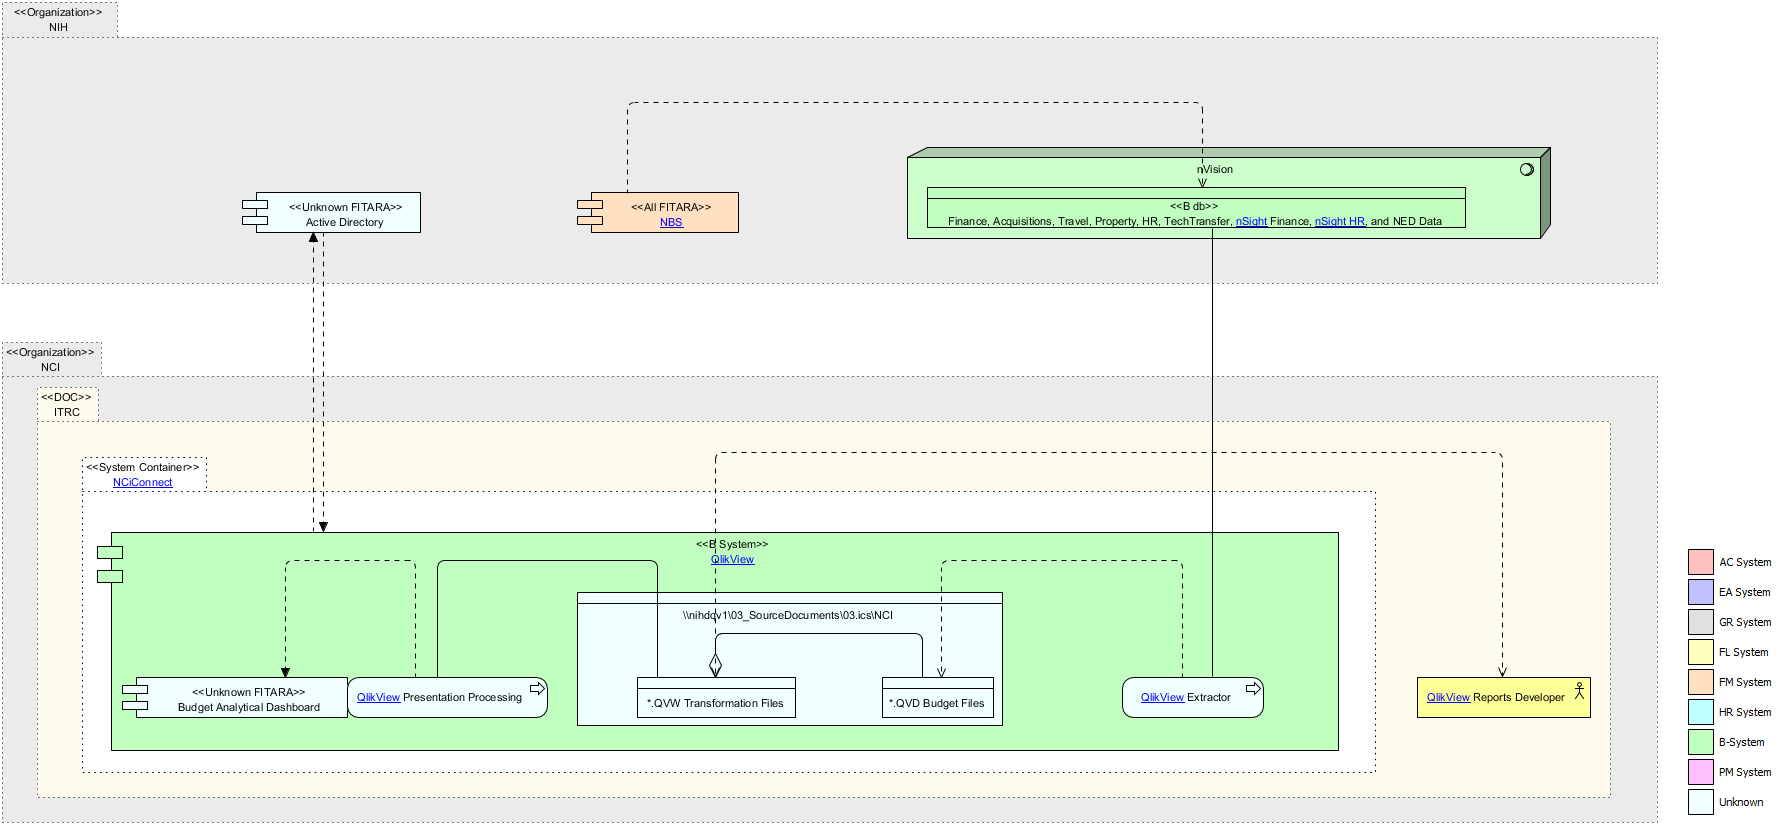 <<Organization>>
NIH
nVision
<<Unknown FITARA>>
Active Directory
<<All FITARA>>
NBS
<<B db>>
Finance, Acquisitions, Travel, Property, HR, TechTransfer, nSight Finance, nSight HR, and NED Data
<<Organization>>
NCI
<<DOC>>
ITRC
<<System Container>>
NCiConnect
<<B System>>
QlikView
\\nihdqv1\03_SourceDocuments\03.ics\NCI
<<Unknown FITARA>>
Budget Analytical Dashboard
QlikView Presentation Processing
*.QVW Transformation Files
*.QVD Budget Files
QlikView Extractor
QlikView Reports Developer
AC System
EA System
GR System
FL System
FM System
HR System
B-System
PM System
Unknown